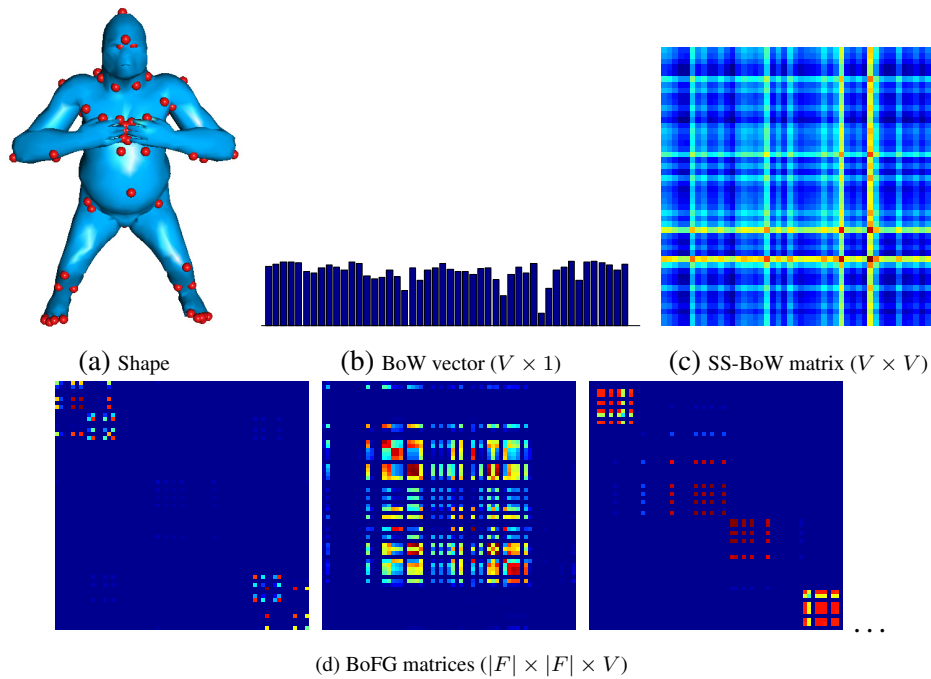 (a) Shape
(b) BoW vector (V × 1)
(c) SS-BoW matrix (V × V)
...
(d) BoFG matrices (|F| × |F| × V)